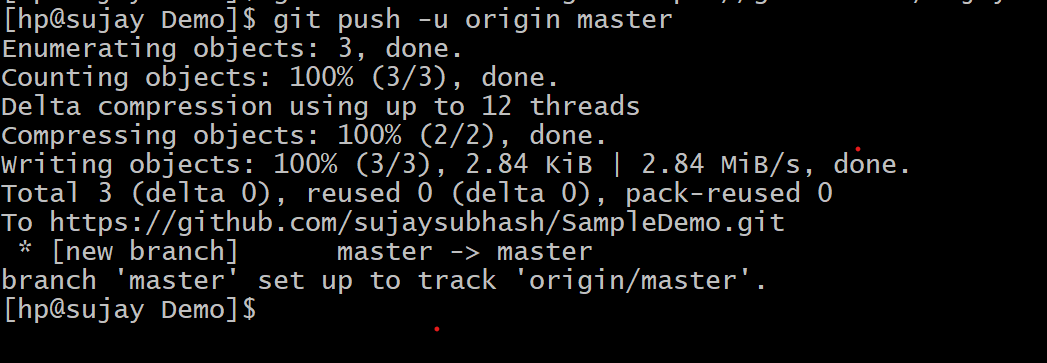 [hp@sujay Demo]$ git push -u origin master
Enumerating objects: 3, done.
Counting objects: 100% (3/3), done.
Delta compression using up to 12 threads
Compressing objects: 100% (2/2), done.
Writing objects: 100% (3/3), 2.84 KiB | 2.84 MiB/s, done.
Total 3 (delta 0), reused 0 (delta 0), pack-reused 0
To https://github.com/sujaysubhash/SampleDemo.git
 * [new branch]      master -> master
branch 'master' set up to track 'origin/master'.
[hp@sujay Demo]$